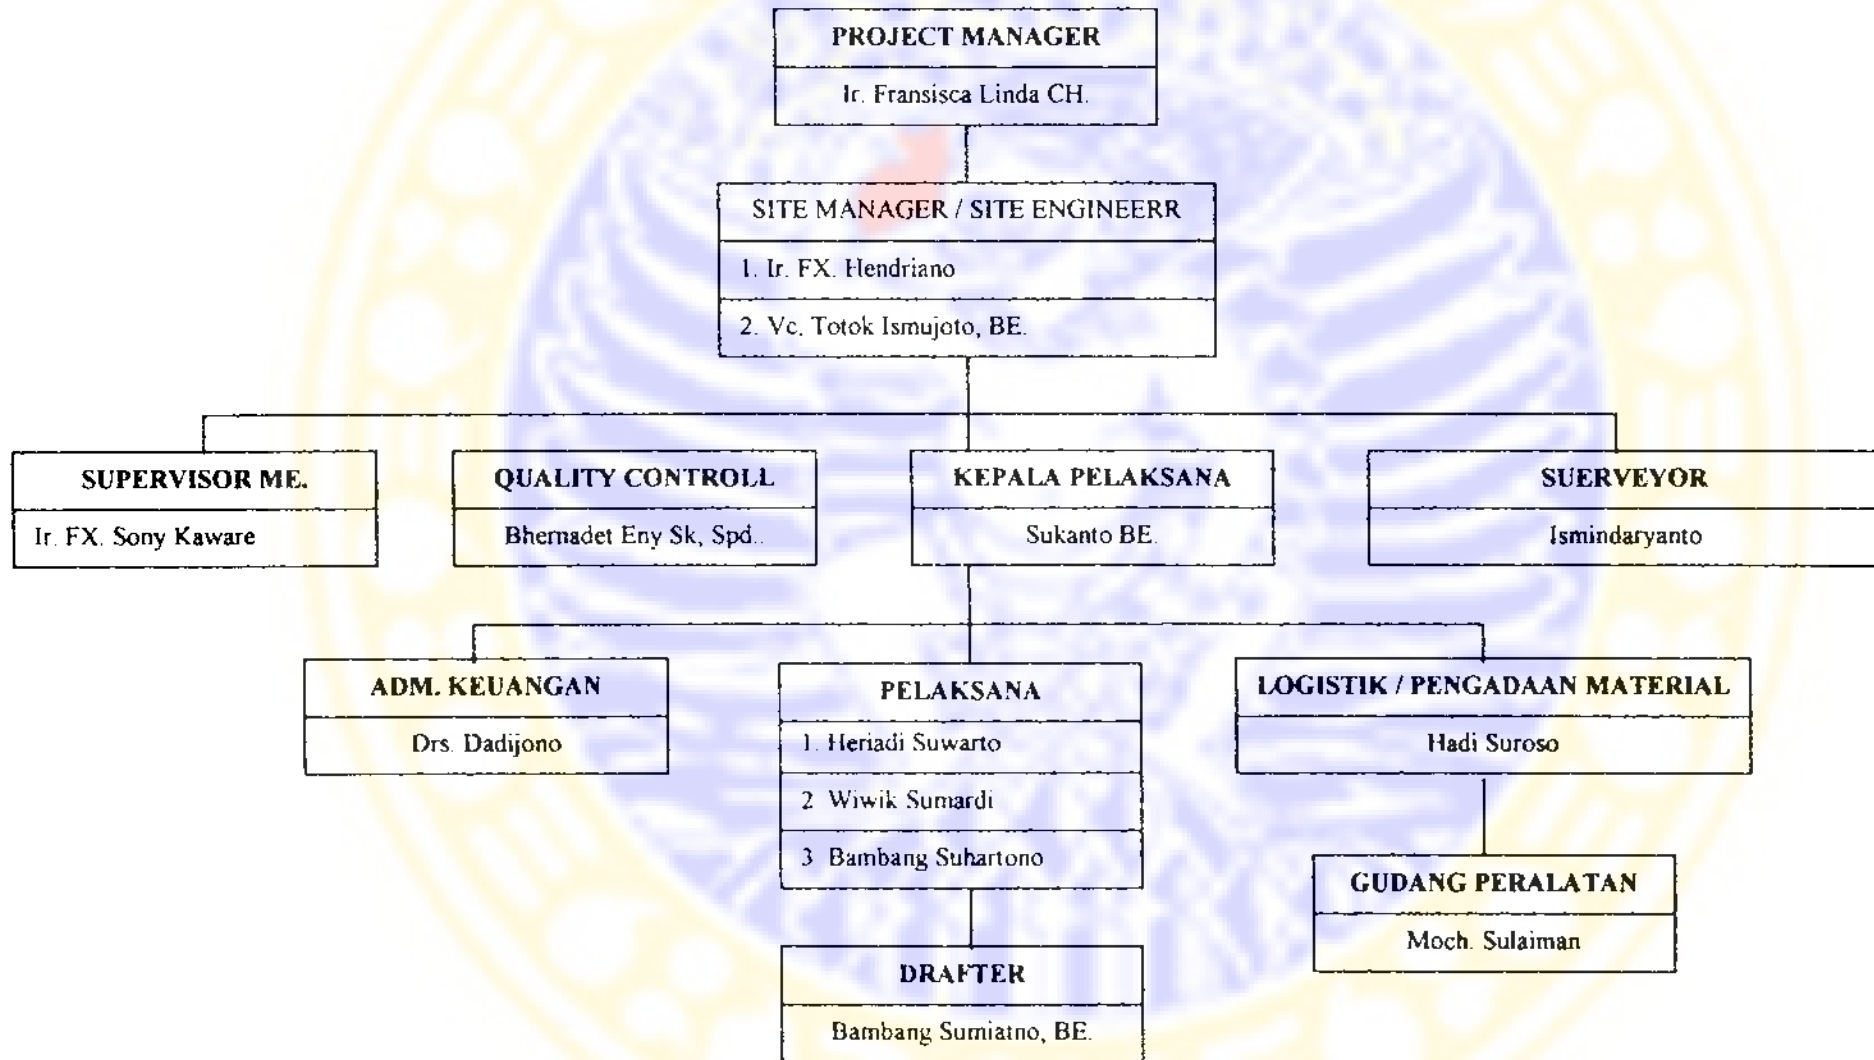 PROJECT MANAGER
Ir. Fransisca Linda CH.
SITE MANAGER / SITE ENGINEERR
1. Ir. FX. Hendriano
2. Vc. Totok Ismujoto, BE.
SUPERVISOR ME.
Ir. FX. Sony Kaware
QUALITY CONTROLL
Bhernadet Eny Sk, Spd..
KEPALA PELAKSANA
Sukanto BE.
SUERVEYOR
Ismindaryanto
ADM. KEUANGAN
Drs. Dadijono
PELAKSANA
1. Heriadi Suwarto
2 Wiwik Sumardi
3 Bambang Suhartono
LOGISTIK / PENGADAAN MATERIAL
Hadi Suroso
GUDANG PERALATAN
Moch. Sulaiman
DRAFTER
Bambang Sumiatno, BE.